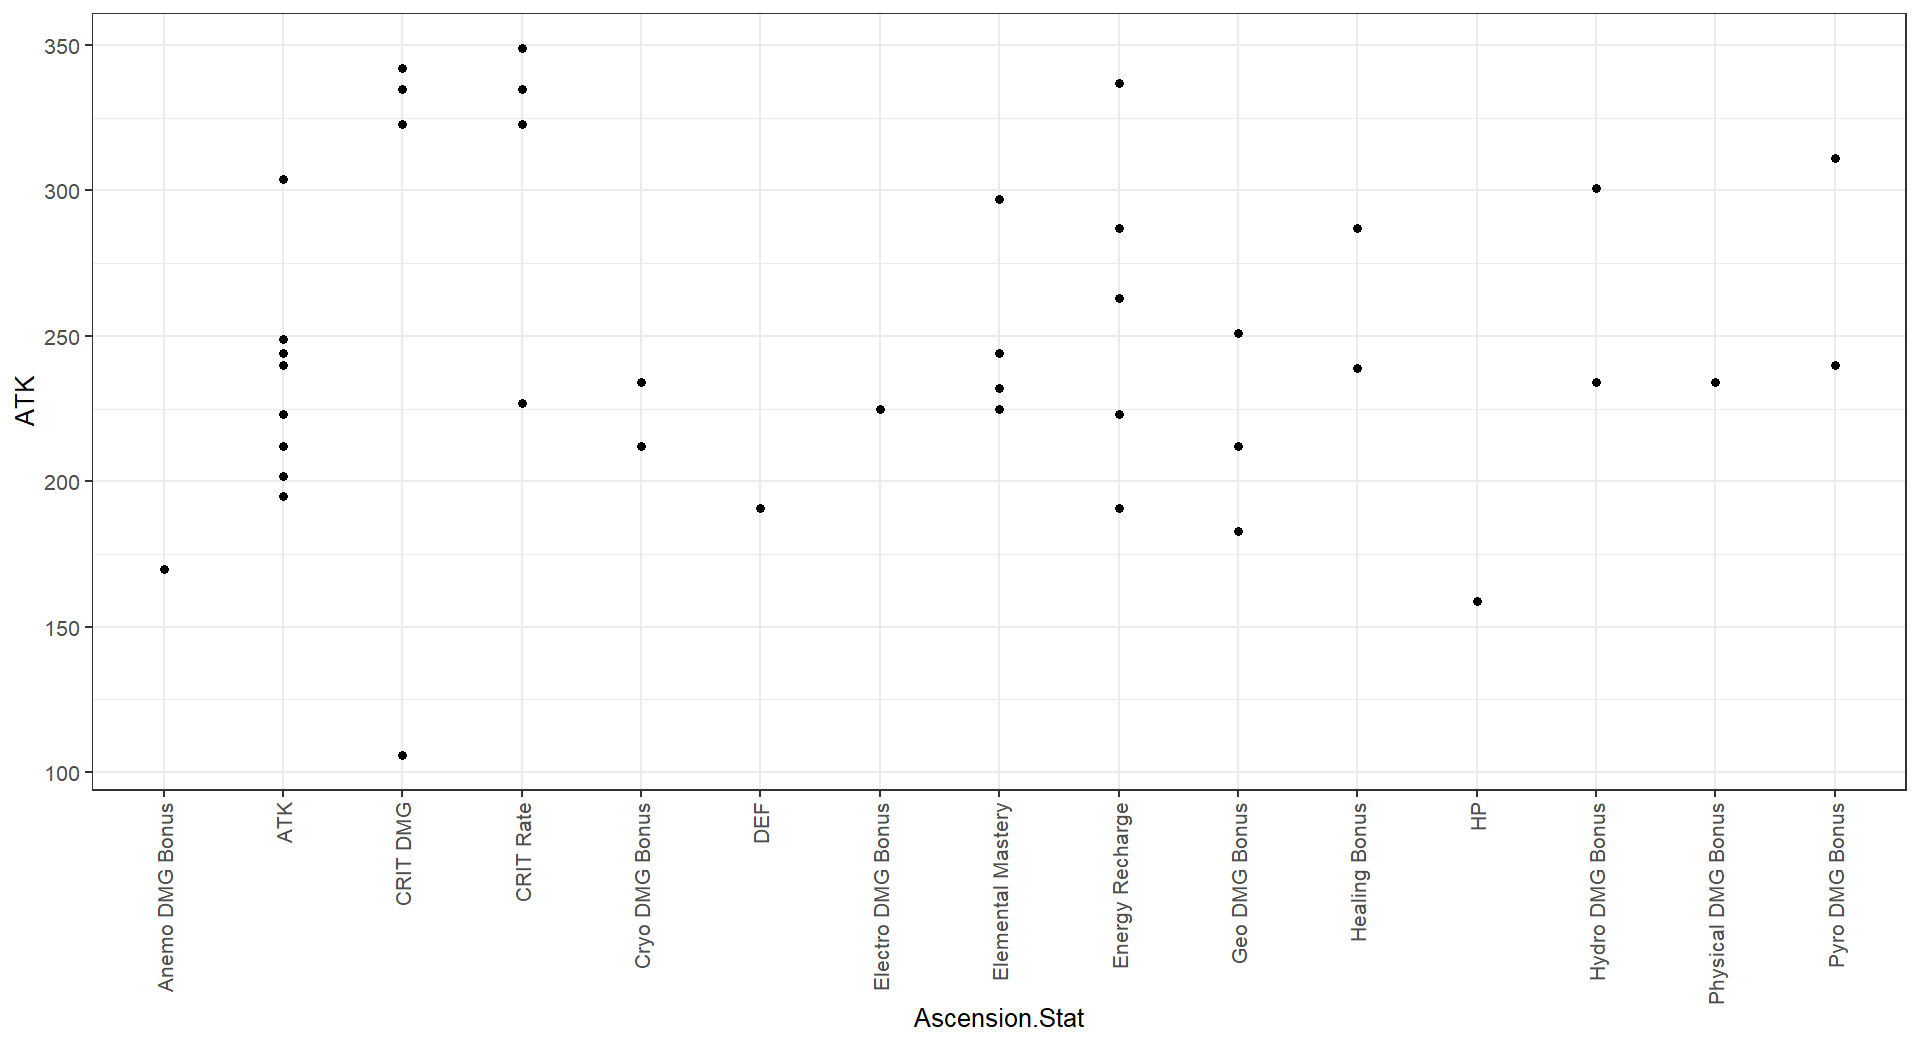 350
300
250
200
150
100
ATK
Anemo DMG Bonus
ATK
CRIT DMG
CRIT Rate
Cryo DMG Bonus
DEF
Electro DMG Bonus
Elemental Mastery
Energy Recharge
Geo DMG Bonus
Healing Bonus
HP
Hydro DMG Bonus
Physical DMG Bonus
Pyro DMG Bonus
Ascension.Stat